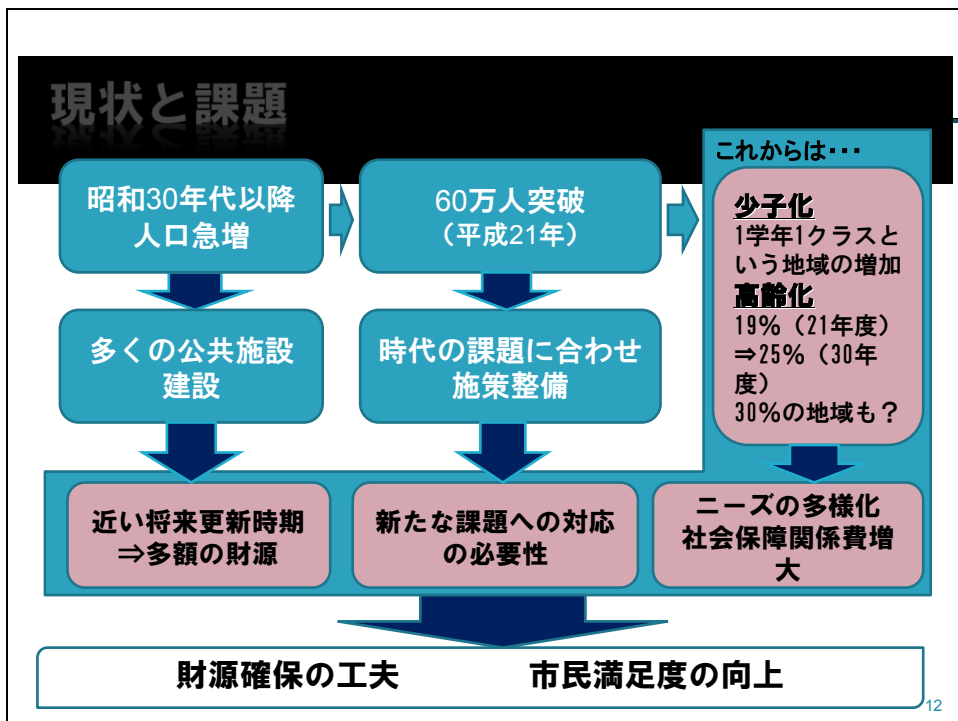 現状と課題
昭和30年代以降
人口急増
60万人突破
（平成21年）
これからは・・・
少子化
1学年1クラスと
いう地域の増加
高齢化
19%（21年度）
⇒25%（30年
度）
30%の地域も？
多くの公共施設
建設
時代の課題に合わせ
施策整備
近い将来更新時期
⇒多額の財源
新たな課題への対応
の必要性
ニーズの多様化
社会保障関係費増
大
財源確保の工夫 市民満足度の向上
12